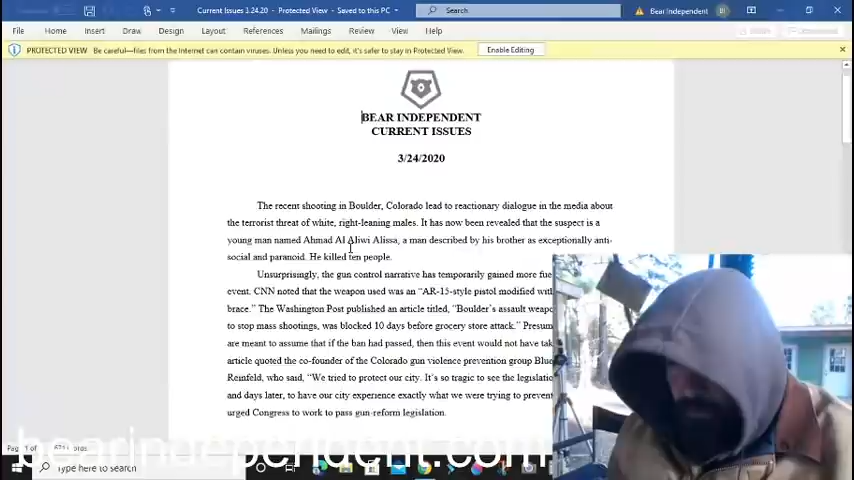 Current Issues 3.24.20 - Protected View - Saved to this PC
Search
Bear Independent
BI
File Home Insert Draw Design Layout References Mailings Review View Help
PROTECTED VIEW Be careful—files from the Internet can contain viruses. Unless you need to edit, it's safer to stay in Protected View. Enable Editing
BEAR INDEPENDENT
CURRENT ISSUES
3/24/2020
The recent shooting in Boulder, Colorado lead to reactionary dialogue in the media about
the terrorist threat of white, right-leaning males. It has now been revealed that the suspect is a
young man named Ahmad Al Aliwi Alissa, a man described by his brother as exceptionally anti-
social and paranoid. He killed ten people.
Unsurprisingly, the gun control narrative has temporarily gained more
event. CNN noted that the weapon used was an “AR-15-style pistol modified with
brace.” The Washington Post published an article titled, “Boulder’s assault
to stop mass shootings, was blocked 10 days before grocery store attack.”
are meant to assume that if the ban had passed, then this event would not have
article quoted the co-founder of the Colorado gun violence prevention group
Reinfeld, who said, “We tried to protect our city. It’s so tragic to see the
and days later, to have our city experience exactly what we were trying to
urged Congress to work to pass gun-reform legislation.
bearindependent.com
Type here to search